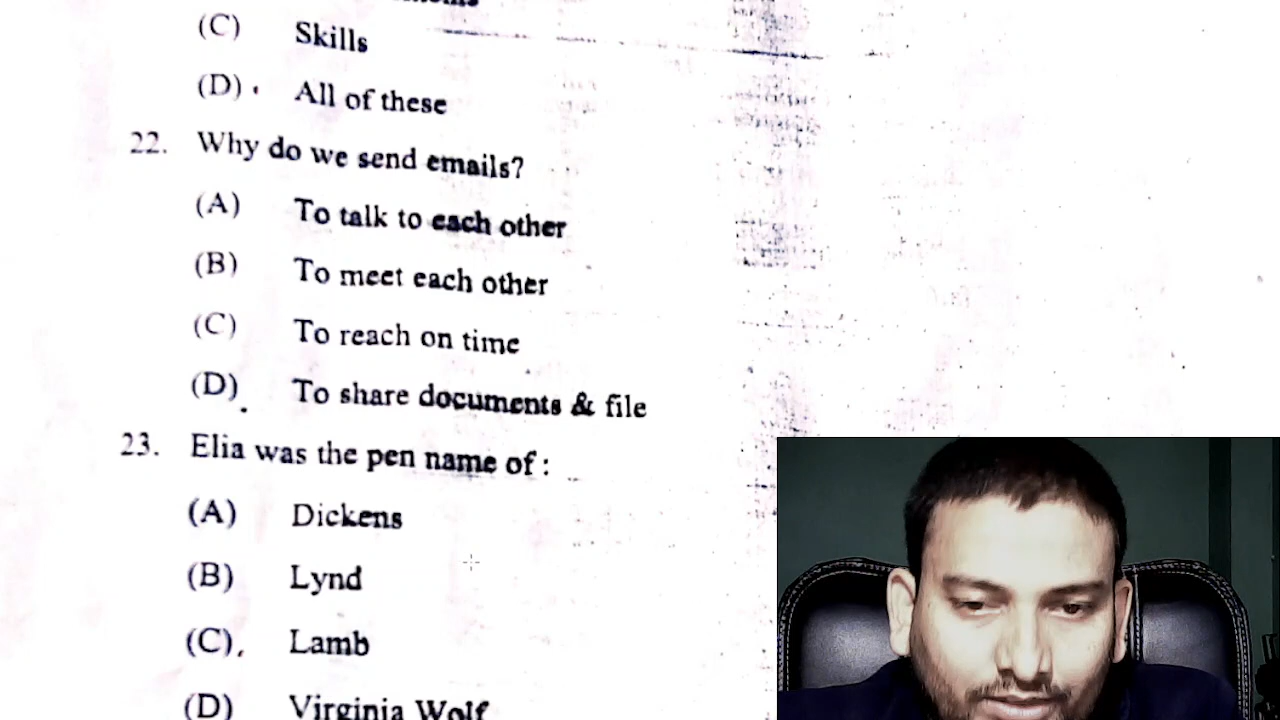 (C) Skills
(D). All of these
22. Why do we send emails?
(A) To talk to each other
(B) To meet each other
(C) To reach on time
(D). To share documents & file
23. Elia was the pen name of :
(A) Dickens
(B) Lynd
(C). Lamb
(D) Virginia Wolf